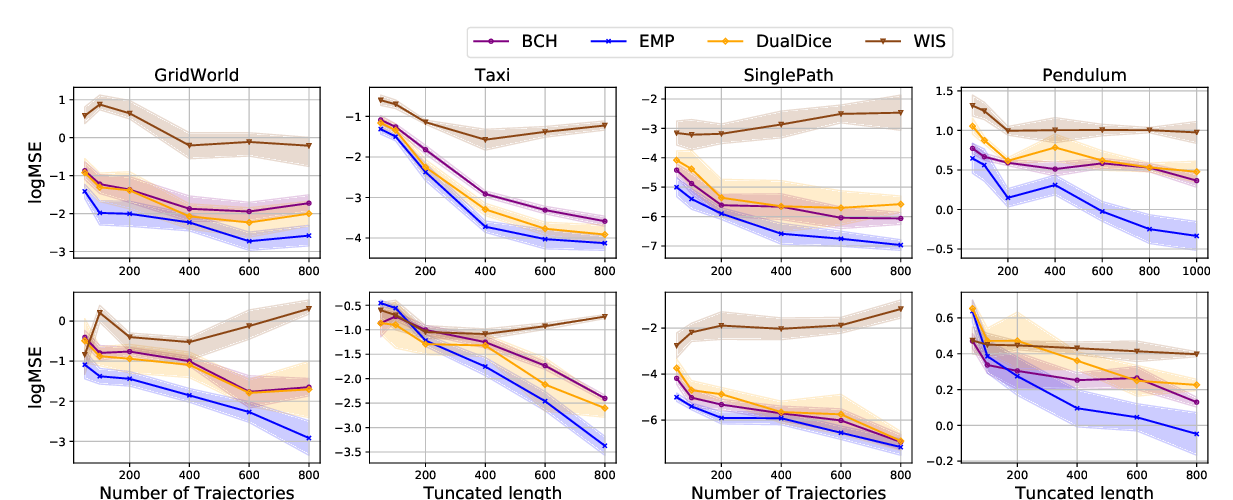 BCH EMP DualDice WIS
GridWorld Taxi SinglePath Pendulum
logMSE
1
0
−1
−2
−3
200 400 600 800
−1
−2
−3
−4
200 400 600 800
−2
−3
−4
−5
−6
−7
200 400 600 800
1.5
1.0
0.5
0.0
−0.5
200 400 600 800 1000
logMSE
0
−1
−2
−3
200 400 600 800
Number of Trajectories
−0.5
−1.0
−1.5
−2.0
−2.5
−3.0
−3.5
200 400 600 800
Tuncated length
−2
−4
−6
200 400 600 800
Number of Trajectories
0.6
0.4
0.2
0.0
−0.2
200 400 600 800
Tuncated length